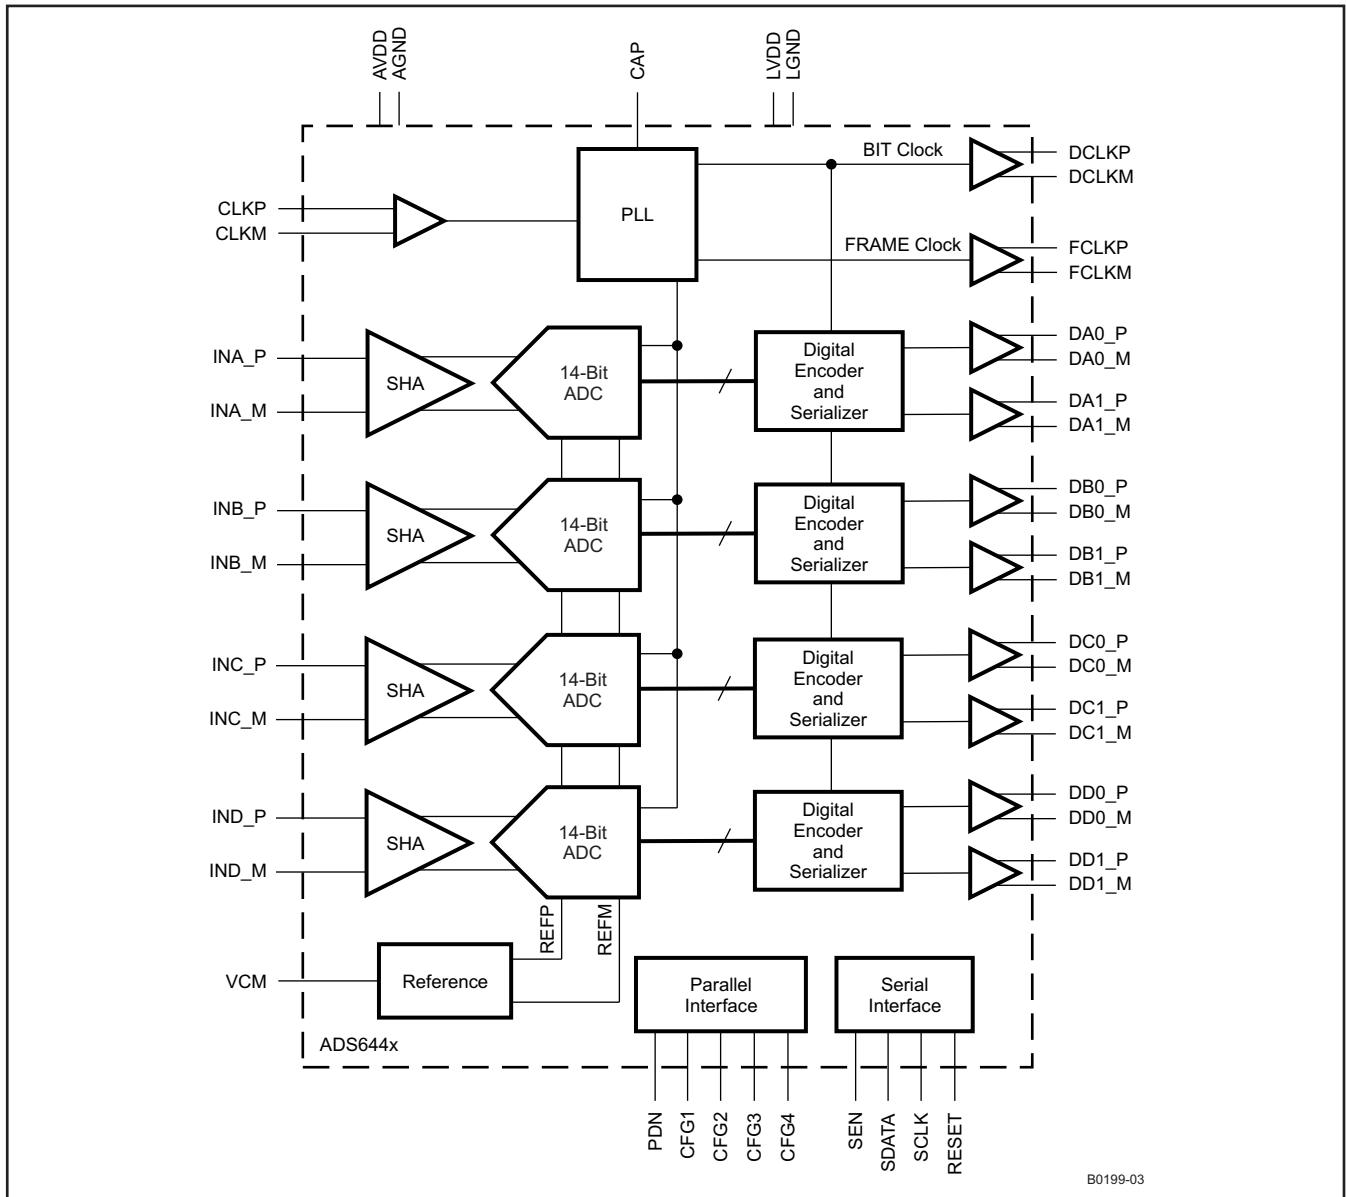 AVDD
AGND
CAP
LVDD
LGND
BIT Clock
DCLKP
DCLKM
CLKP
CLKM
PLL
FRAME Clock
FCLKP
FCLKM
INA_P
INA_M
SHA
14-Bit
ADC
Digital
Encoder
and
Serializer
DA0_P
DA0_M
DA1_P
DA1_M
INB_P
INB_M
SHA
14-Bit
ADC
Digital
Encoder
and
Serializer
DB0_P
DB0_M
DB1_P
DB1_M
INC_P
INC_M
SHA
14-Bit
ADC
Digital
Encoder
and
Serializer
DC0_P
DC0_M
DC1_P
DC1_M
IND_P
IND_M
SHA
14-Bit
ADC
Digital
Encoder
and
Serializer
DD0_P
DD0_M
DD1_P
DD1_M
REFP
REFM
VCM
Reference
Parallel
Interface
Serial
Interface
ADS644x
PDN
CFG1
CFG2
CFG3
CFG4
SEN
SDATA
SCLK
RESET
B0199-03